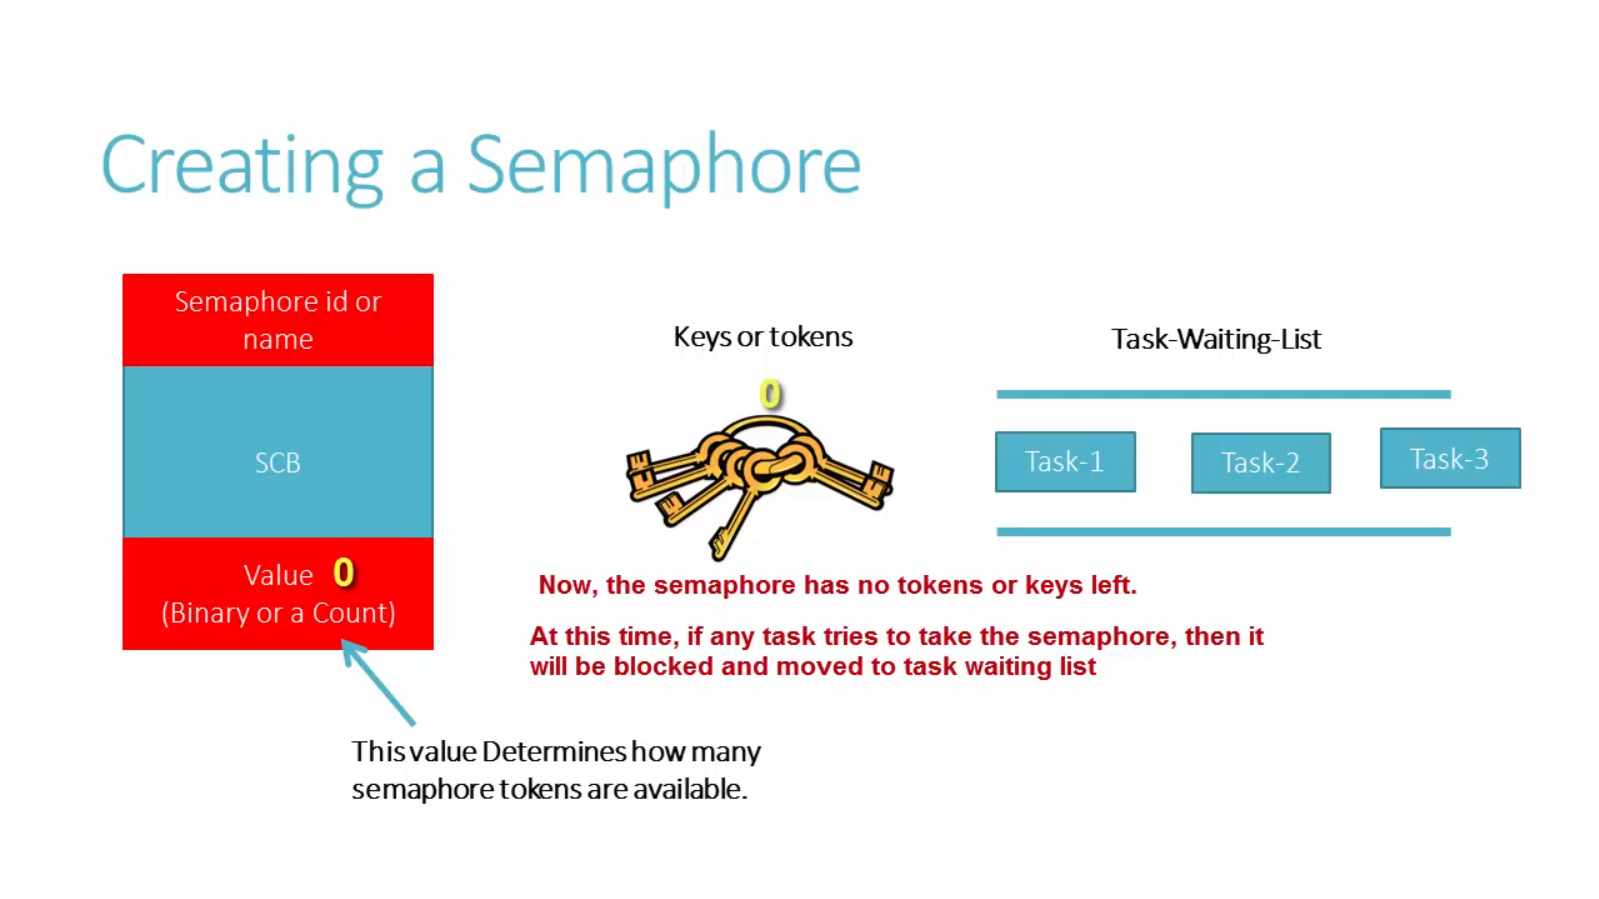 Creating a Semaphore
Semaphore id or
name
SCB
Value 0
(Binary or a Count)
This value Determines how many
semaphore tokens are available.
Keys or tokens
0
Task-Waiting-List
Task-1 Task-2 Task-3
Now, the semaphore has no tokens or keys left.
At this time, if any task tries to take the semaphore, then it
will be blocked and moved to task waiting list